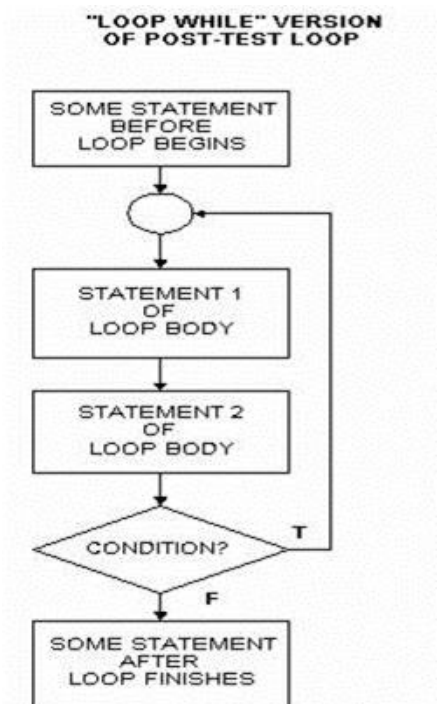 "LOOP WHILE" VERSION
OF POST-TEST LOOP
SOME STATEMENT
BEFORE
LOOP BEGINS
STATEMENT 1
OF
LOOP BODY
STATEMENT 2
OF
LOOP BODY
CONDITION?
T
F
SOME STATEMENT
AFTER
LOOP FINISHES